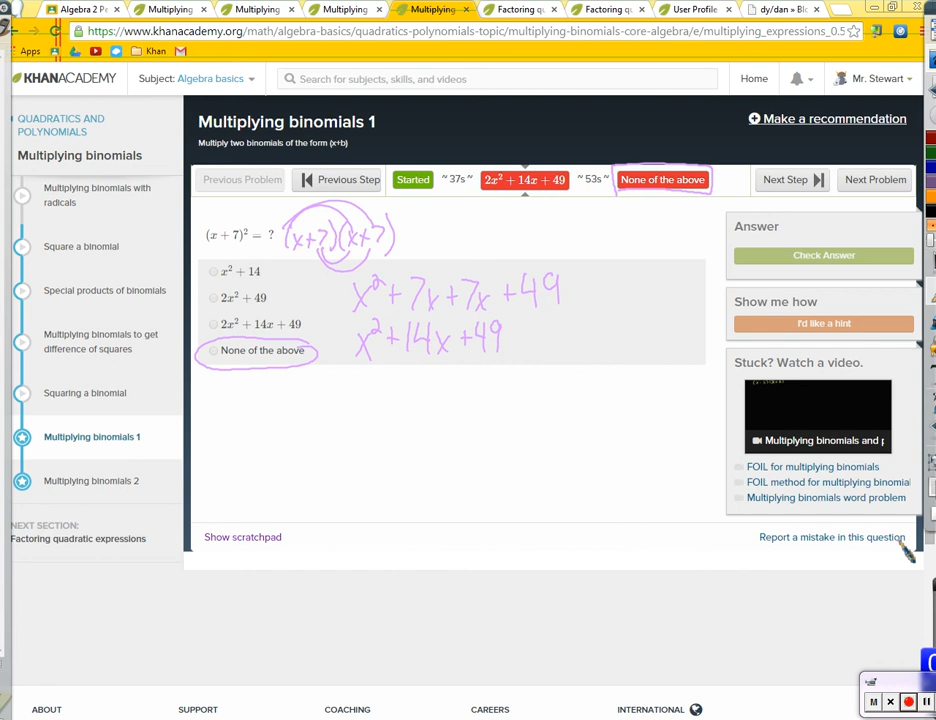 Algebra 2 Pe
Multiplying
Multiplying
Multiplying
Multiplying
Factoring qu
Factoring qu
User Profile
dy/dan » Blo
https://www.khanacademy.org/math/algebra-basics/quadratics-polynomials-topic/multiplying-binomials-core-algebra/e/multiplying_expressions_0.5
Apps
Khan
KHANACADEMY
Subject: Algebra basics
Search for subjects, skills, and videos
Home
Mr. Stewart
QUADRATICS AND
POLYNOMIALS
Multiplying binomials
Multiplying binomials with
radicals
Square a binomial
Special products of binomials
Multiplying binomials to get
difference of squares
Squaring a binomial
Multiplying binomials 1
Multiplying binomials 2
NEXT SECTION:
Factoring quadratic expressions
Multiplying binomials 1
Multiply two binomials of the form (x+b)
Make a recommendation
Previous Problem
Previous Step
Started
~ 37s ~
2x² + 14x + 49
~ 53s ~
None of the above
Next Step
Next Problem
(x + 7)² = ? (x+7)(x+7)
x² + 14
2x² + 49
2x² + 14x + 49
None of the above
x² + 7x + 7x + 49
x² + 14x + 49
Answer
Check Answer
Show me how
I'd like a hint
Stuck? Watch a video.
Multiplying binomials and p
FOIL for multiplying binomials
FOIL method for multiplying binomial
Multiplying binomials word problem
Show scratchpad
Report a mistake in this question
ABOUT
SUPPORT
COACHING
CAREERS
INTERNATIONAL
M